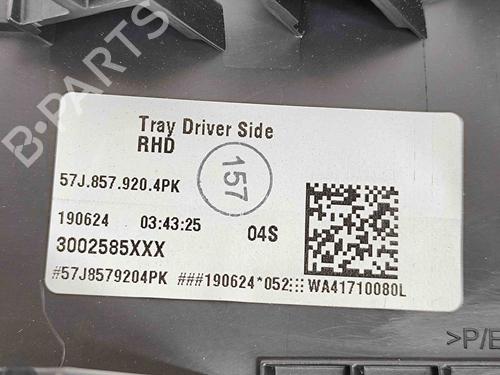 B-PARTS
Tray Driver Side
RHD
157
57J.857.920.4PK
190624 03:43:25 04S
3002585XXX
#57J8579204PK ###190624*052::: WA41710080L
>P/E